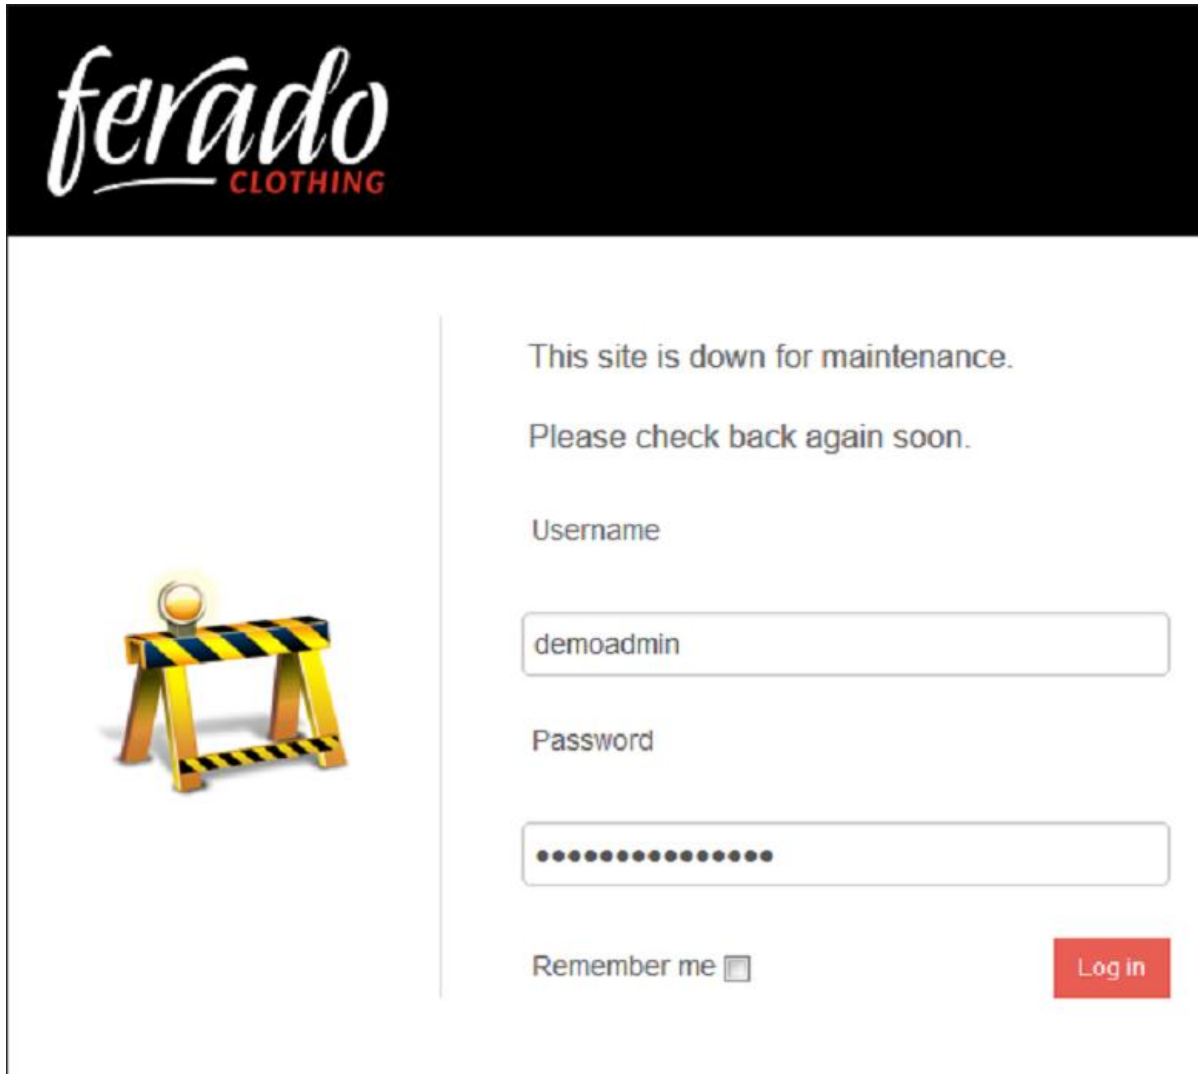 ferado
CLOTHING
This site is down for maintenance.
Please check back again soon.
Username
demoadmin
Password
•••••••••••••••
Remember me
Log in